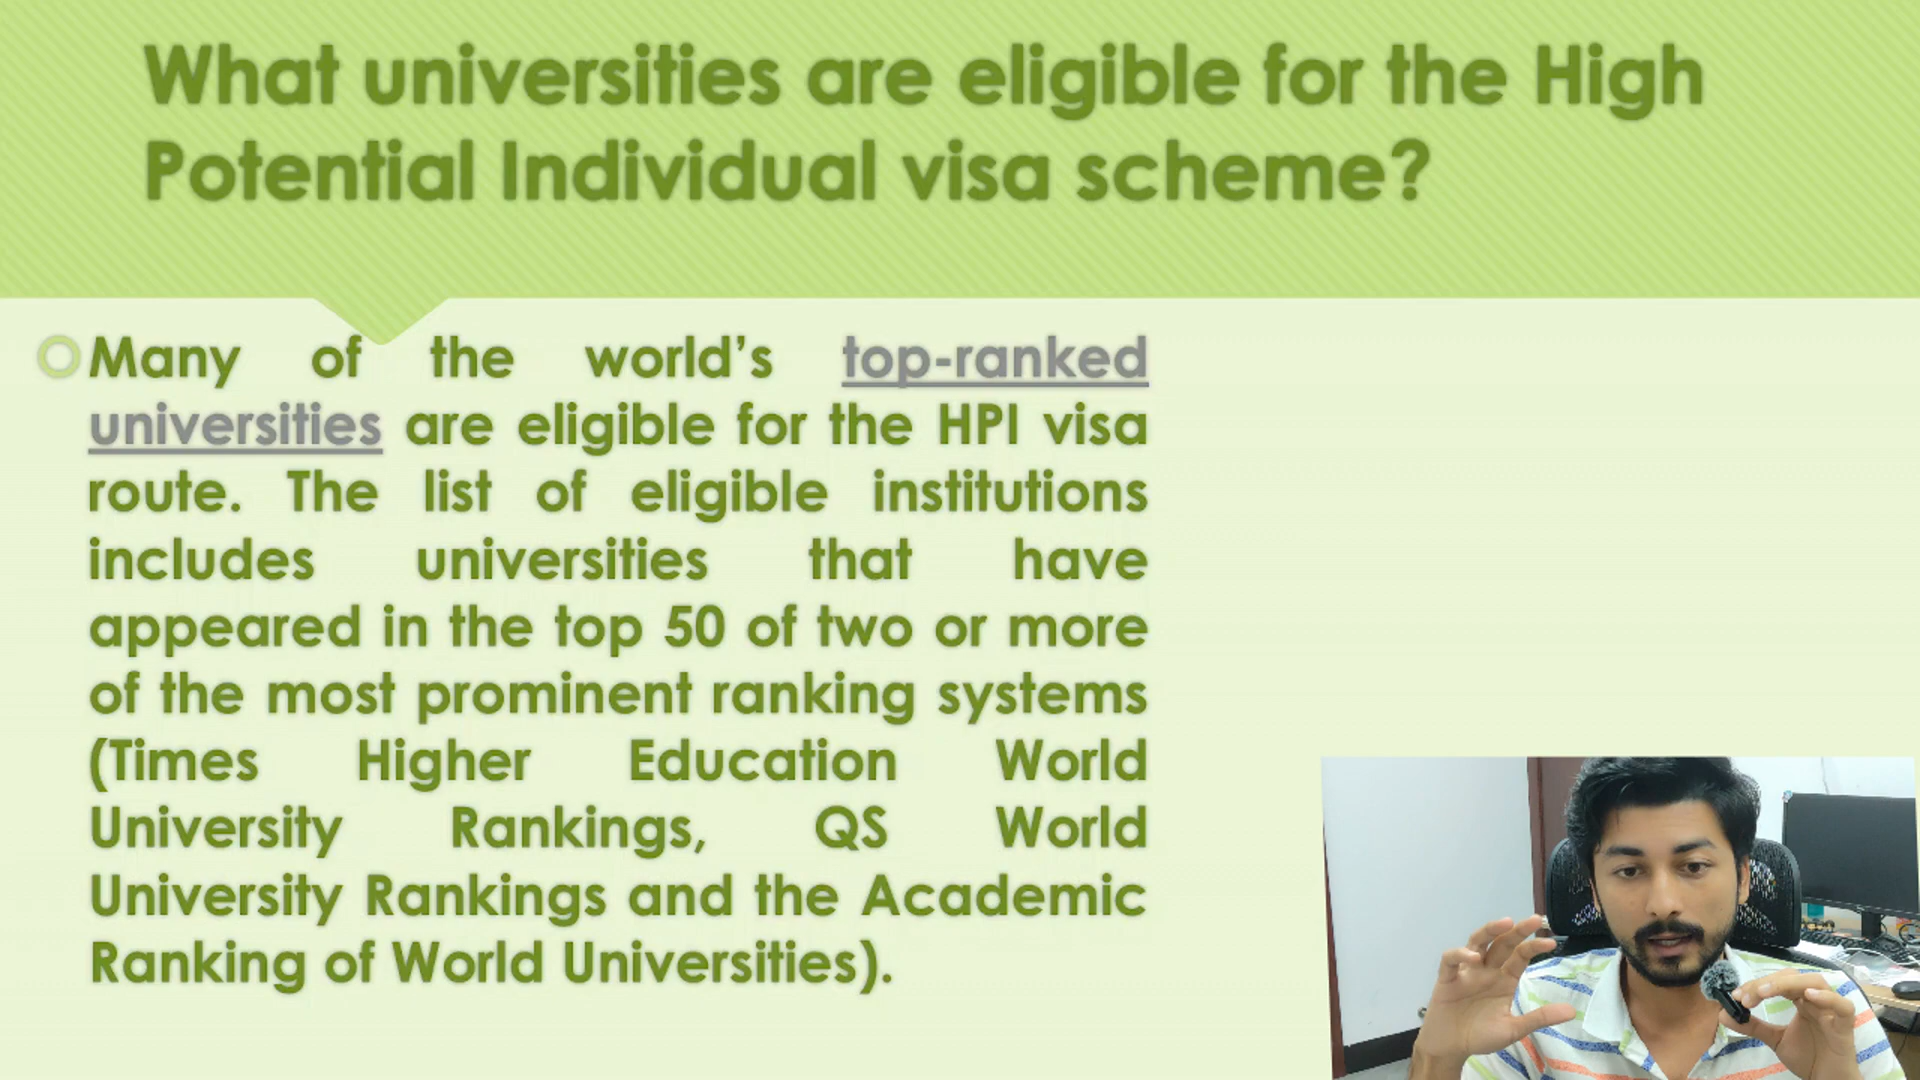 What universities are eligible for the High
Potential Individual visa scheme?
Many of the world’s top-ranked
universities are eligible for the HPI visa
route. The list of eligible institutions
includes universities that have
appeared in the top 50 of two or more
of the most prominent ranking systems
(Times Higher Education World
University Rankings, QS World
University Rankings and the Academic
Ranking of World Universities).